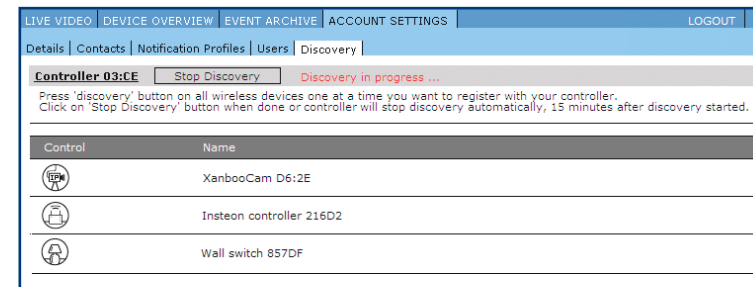 LIVE VIDEO DEVICE OVERVIEW EVENT ARCHIVE ACCOUNT SETTINGS LOGOUT
Details Contacts Notification Profiles Users Discovery
Controller 03:CE Stop Discovery Discovery in progress ...
Press 'discovery' button on all wireless devices one at a time you want to register with your controller.
Click on 'Stop Discovery' button when done or controller will stop discovery automatically, 15 minutes after discovery started.
Control Name
IP XanbooCam D6:2E
Insteon controller 216D2
Wall switch 857DF